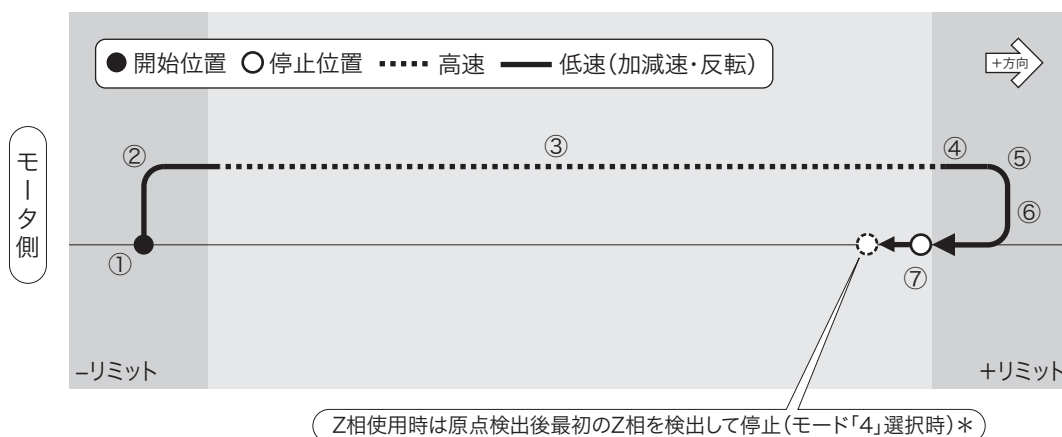 ●開始位置 ○停止位置 ┅┅ 高速 ━━ 低速(加減速・反転)
+方向
モータ側
②
③
④
⑤
⑥
①
⑦
−リミット
+リミット
Z相使用時は原点検出後最初のZ相を検出して停止(モード「4」選択時)*